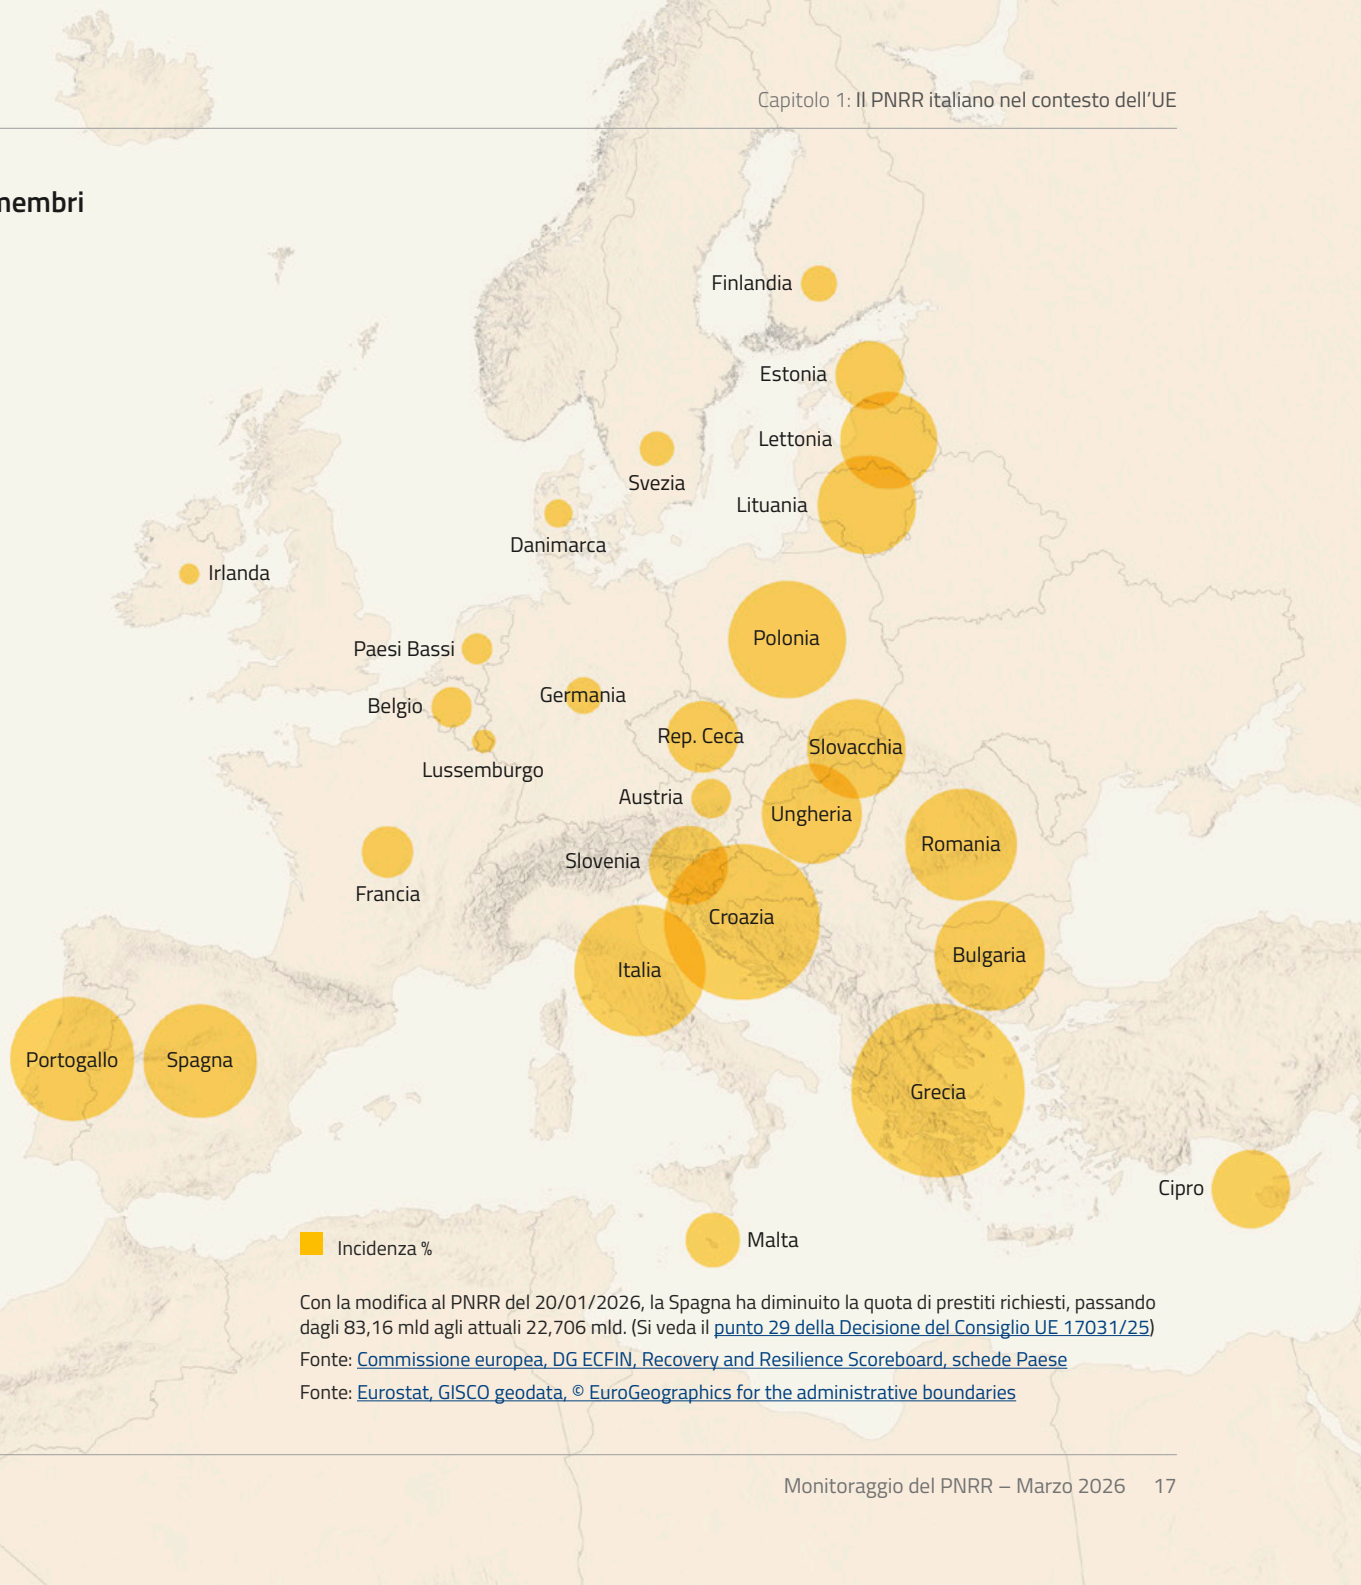 Capitolo 1: Il PNRR italiano nel contesto dell'UE
membri
Finlandia
Estonia
Lettonia
Svezia
Lituania
Danimarca
Irlanda
Polonia
Paesi Bassi
Germania
Belgio
Rep. Ceca
Slovacchia
Lussemburgo
Austria
Ungheria
Romania
Slovenia
Francia
Croazia
Bulgaria
Italia
Portogallo
Spagna
Grecia
Cipro
Malta
Incidenza %
Con la modifica al PNRR del 20/01/2026, la Spagna ha diminuito la quota di prestiti richiesti, passando
dagli 83,16 mld agli attuali 22,706 mld. (Si veda il punto 29 della Decisione del Consiglio UE 17031/25)
Fonte: Commissione europea, DG ECFIN, Recovery and Resilience Scoreboard, schede Paese
Fonte: Eurostat, GISCO geodata, © EuroGeographics for the administrative boundaries
Monitoraggio del PNRR – Marzo 2026 17